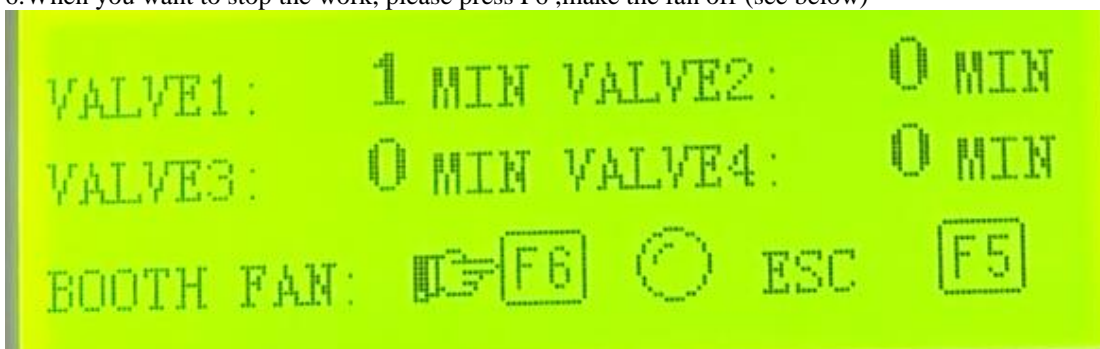 6.When you want to stop the work, please press F6 ,make the fan off (see below)
VALVE1: 1 MIN VALVE2: 0 MIN
VALVE3: 0 MIN VALVE4: 0 MIN
BOOTH FAN: F6 ESC F5